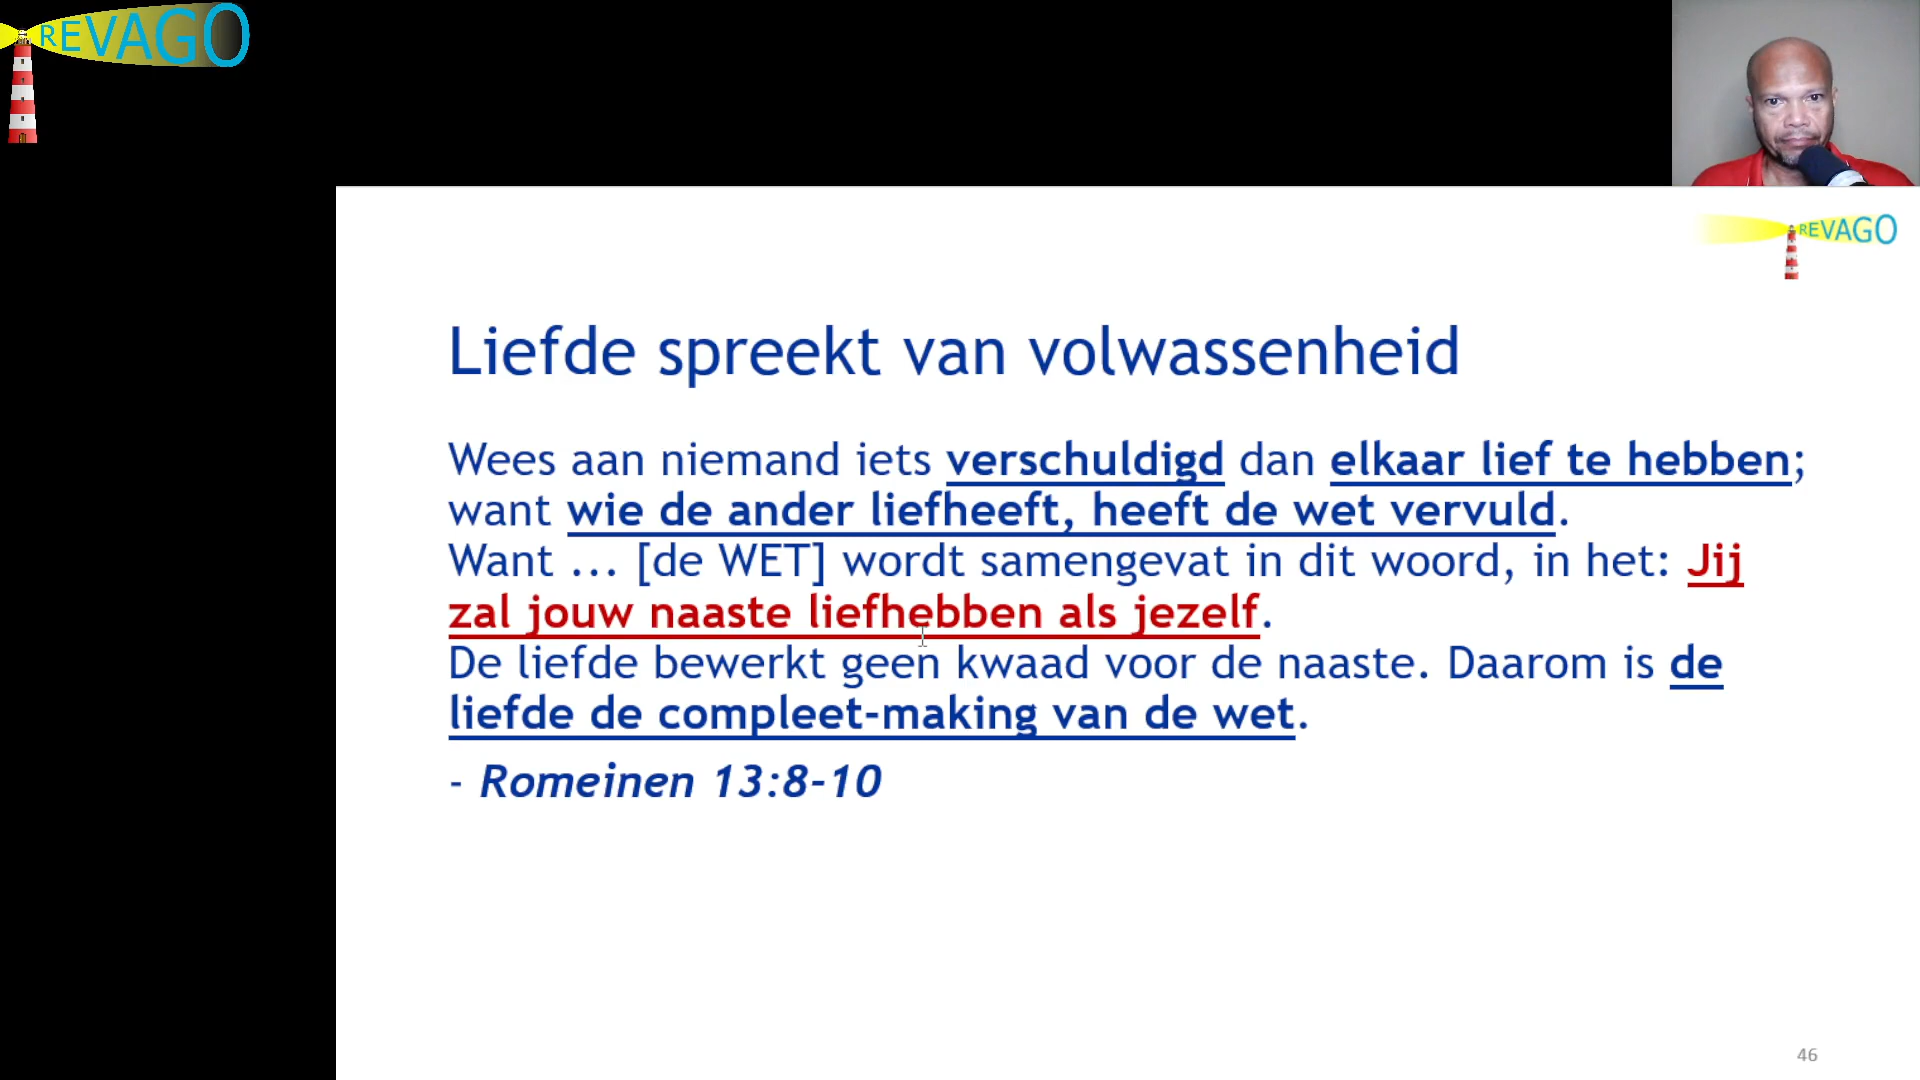 REVAGO
REVAGO
Liefde spreekt van volwassenheid
Wees aan niemand iets verschuldigd dan elkaar lief te hebben;
want wie de ander liefheeft, heeft de wet vervuld.
Want ... [de WET] wordt samengevat in dit woord, in het: Jij
zal jouw naaste liefhebben als jezelf.
De liefde bewerkt geen kwaad voor de naaste. Daarom is de
liefde de compleet-making van de wet.
- Romeinen 13:8-10
46